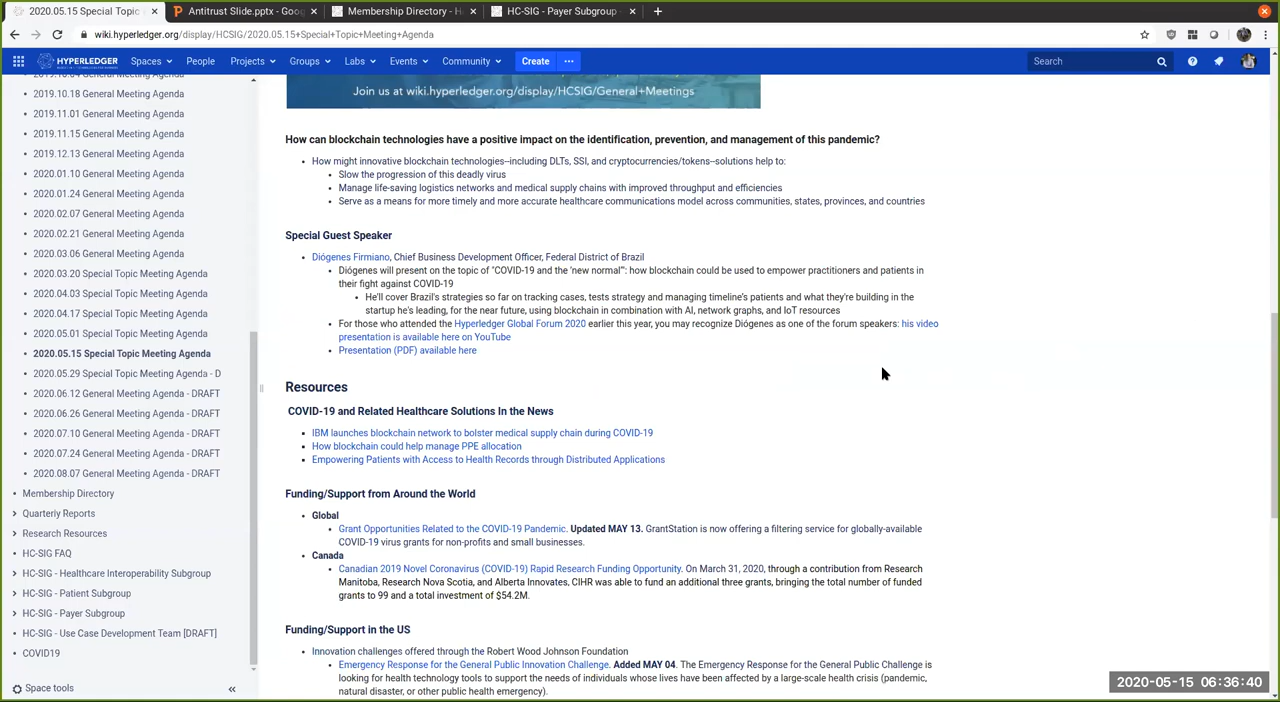 2020.05.15 Special Topic
Antitrust Slide.pptx - Goog
Membership Directory - H
HC-SIG - Payer Subgroup
wiki.hyperledger.org/display/HCSIG/2020.05.15+Special+Topic+Meeting+Agenda
HYPERLEDGER
Spaces
People
Projects
Groups
Labs
Events
Community
Create
Search
2019.10.04 General Meeting Agenda
2019.10.18 General Meeting Agenda
2019.11.01 General Meeting Agenda
2019.11.15 General Meeting Agenda
2019.12.13 General Meeting Agenda
2020.01.10 General Meeting Agenda
2020.01.24 General Meeting Agenda
2020.02.07 General Meeting Agenda
2020.02.21 General Meeting Agenda
2020.03.06 General Meeting Agenda
2020.03.20 Special Topic Meeting Agenda
2020.04.03 Special Topic Meeting Agenda
2020.04.17 Special Topic Meeting Agenda
2020.05.01 Special Topic Meeting Agenda
2020.05.15 Special Topic Meeting Agenda
2020.05.29 Special Topic Meeting Agenda - D
2020.06.12 General Meeting Agenda - DRAFT
2020.06.26 General Meeting Agenda - DRAFT
2020.07.10 General Meeting Agenda - DRAFT
2020.07.24 General Meeting Agenda - DRAFT
2020.08.07 General Meeting Agenda - DRAFT
Membership Directory
Quarterly Reports
Research Resources
HC-SIG FAQ
HC-SIG - Healthcare Interoperability Subgroup
HC-SIG - Patient Subgroup
HC-SIG - Payer Subgroup
HC-SIG - Use Case Development Team [DRAFT]
COVID19
Space tools
Join us at wiki.hyperledger.org/display/HCSIG/General+Meetings
How can blockchain technologies have a positive impact on the identification, prevention, and management of this pandemic?
How might innovative blockchain technologies--including DLTs, SSI, and cryptocurrencies/tokens--solutions help to:
Slow the progression of this deadly virus
Manage life-saving logistics networks and medical supply chains with improved throughput and efficiencies
Serve as a means for more timely and more accurate healthcare communications model across communities, states, provinces, and countries
Special Guest Speaker
Diógenes Firmiano, Chief Business Development Officer, Federal District of Brazil
Diógenes will present on the topic of "COVID-19 and the 'new normal'": how blockchain could be used to empower practitioners and patients in
their fight against COVID-19
He'll cover Brazil's strategies so far on tracking cases, tests strategy and managing timeline's patients and what they're building in the
startup he's leading, for the near future, using blockchain in combination with AI, network graphs, and IoT resources
For those who attended the Hyperledger Global Forum 2020 earlier this year, you may recognize Diógenes as one of the forum speakers: his video
presentation is available here on YouTube
Presentation (PDF) available here
Resources
COVID-19 and Related Healthcare Solutions In the News
IBM launches blockchain network to bolster medical supply chain during COVID-19
How blockchain could help manage PPE allocation
Empowering Patients with Access to Health Records through Distributed Applications
Funding/Support from Around the World
Global
Grant Opportunities Related to the COVID-19 Pandemic. Updated MAY 13. GrantStation is now offering a filtering service for globally-available
COVID-19 virus grants for non-profits and small businesses.
Canada
Canadian 2019 Novel Coronavirus (COVID-19) Rapid Research Funding Opportunity. On March 31, 2020, through a contribution from Research
Manitoba, Research Nova Scotia, and Alberta Innovates, CIHR was able to fund an additional three grants, bringing the total number of funded
grants to 99 and a total investment of $54.2M.
Funding/Support in the US
Innovation challenges offered through the Robert Wood Johnson Foundation
Emergency Response for the General Public Innovation Challenge. Added MAY 04. The Emergency Response for the General Public Challenge is
looking for health technology tools to support the needs of individuals whose lives have been affected by a large-scale health crisis (pandemic,
natural disaster, or other public health emergency).
2020-05-15 06:36:40